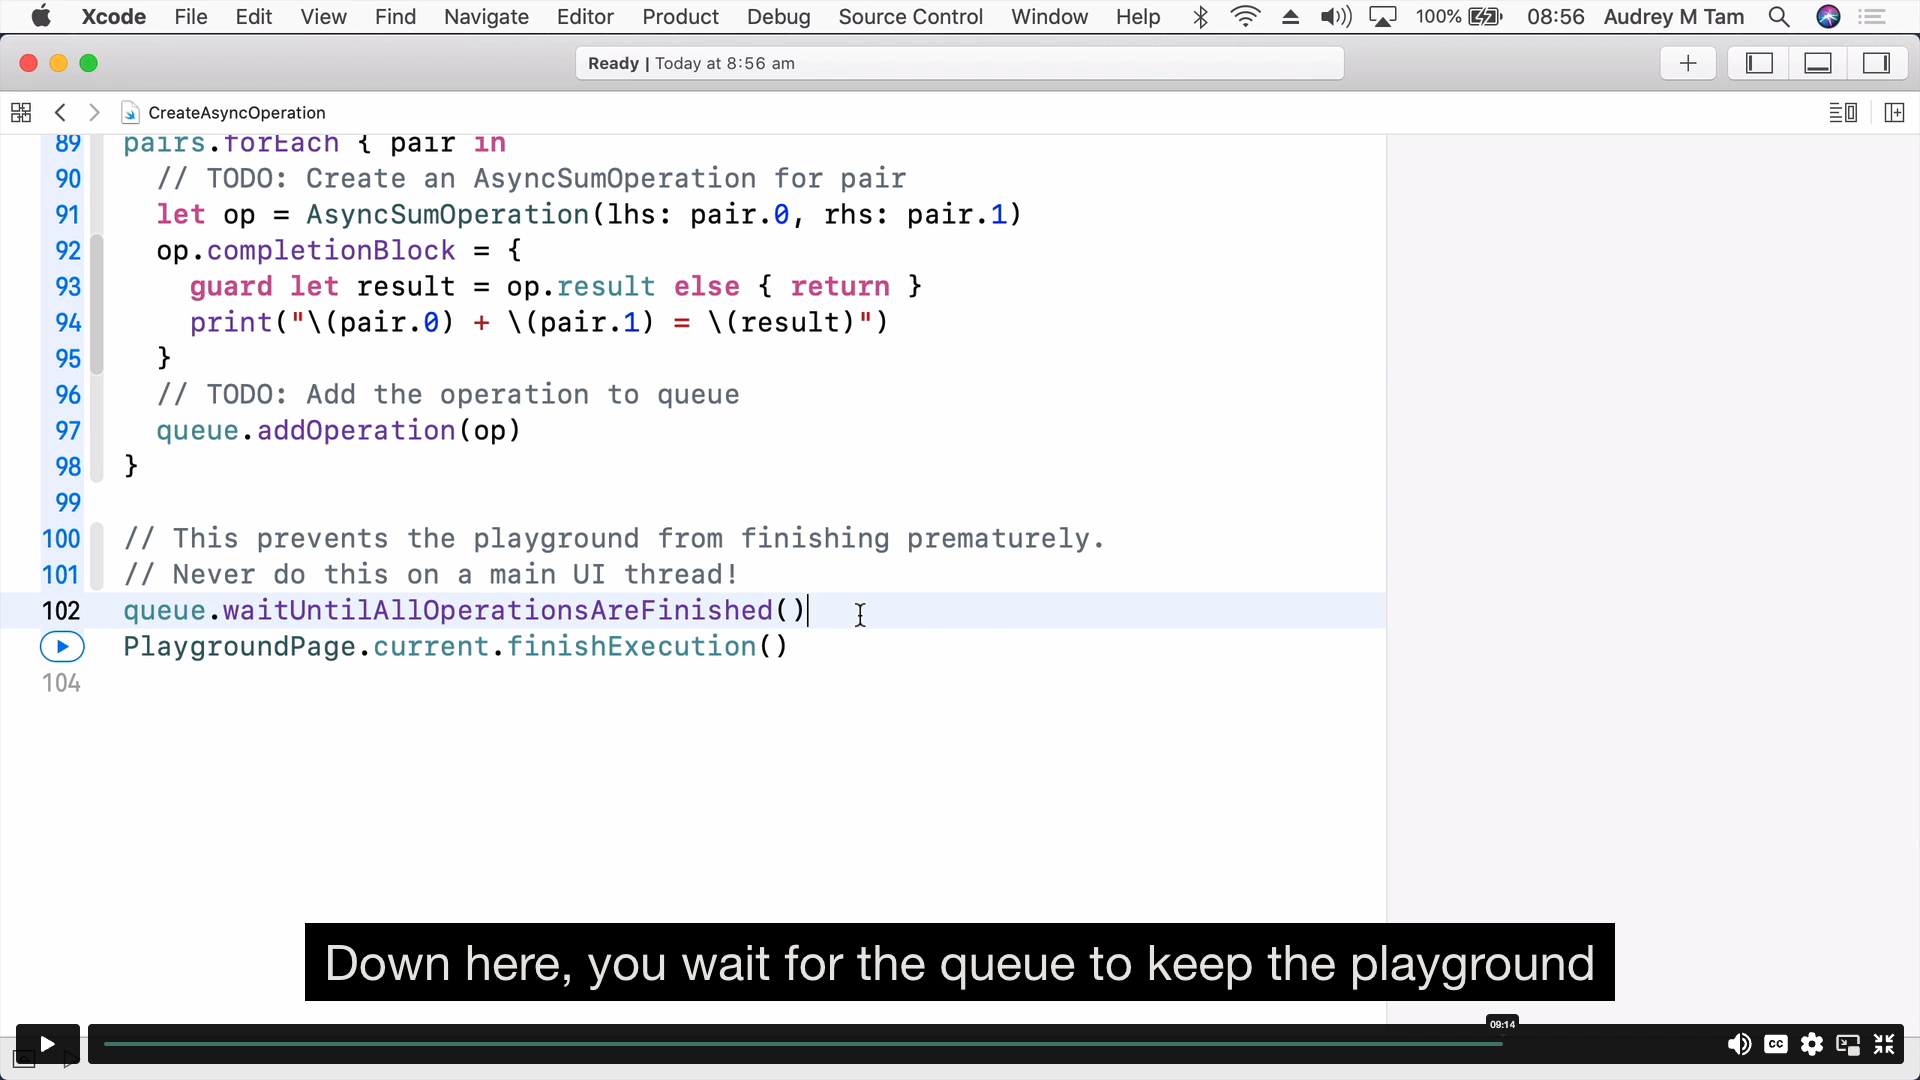 Xcode File Edit View Find Navigate Editor Product Debug Source Control Window Help 100% 08:56 Audrey M Tam
Ready | Today at 8:56 am
CreateAsyncOperation
89 pairs.forEach { pair in
90 // TODO: Create an AsyncSumOperation for pair
91 let op = AsyncSumOperation(lhs: pair.0, rhs: pair.1)
92 op.completionBlock = {
93 guard let result = op.result else { return }
94 print("\(pair.0) + \(pair.1) = \(result)")
95 }
96 // TODO: Add the operation to queue
97 queue.addOperation(op)
98 }
99
100 // This prevents the playground from finishing prematurely.
101 // Never do this on a main UI thread!
102 queue.waitUntilAllOperationsAreFinished()
PlaygroundPage.current.finishExecution()
104
Down here, you wait for the queue to keep the playground
09:14
CC